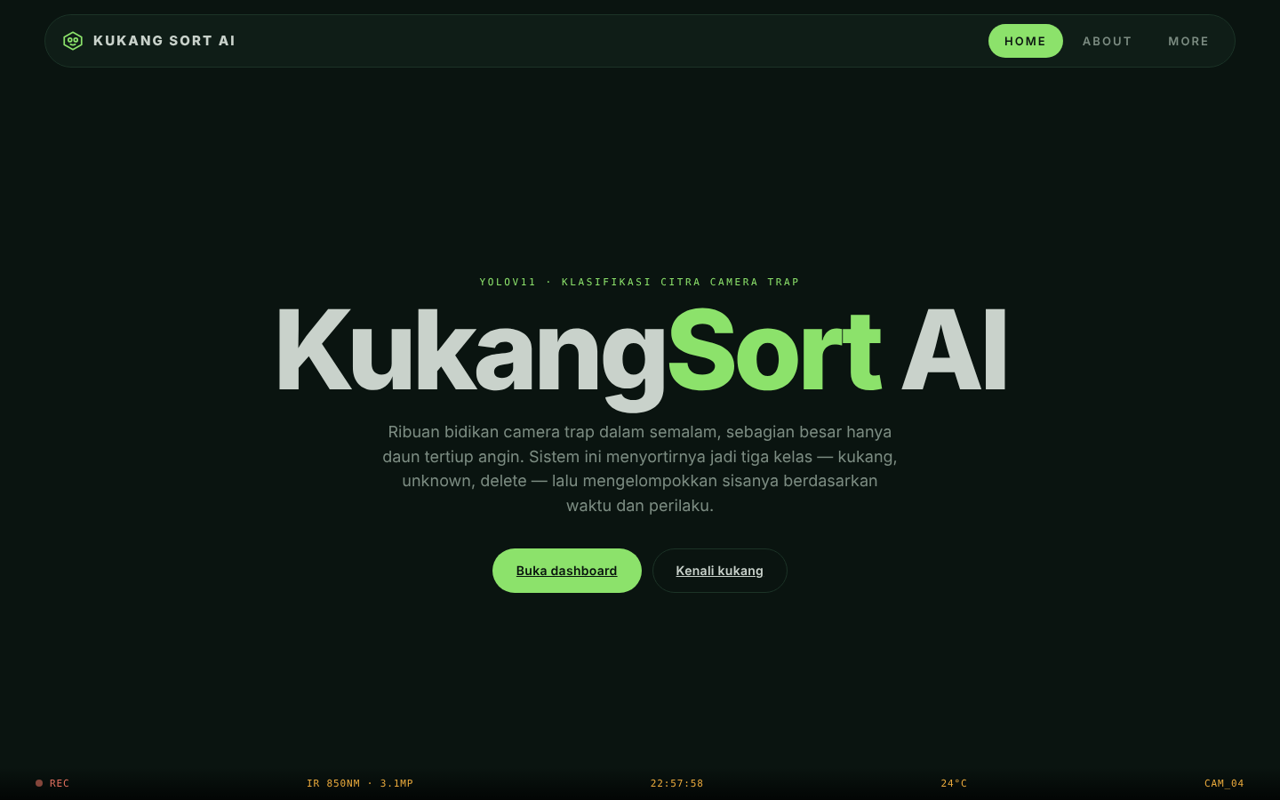 KUKANG SORT AI
HOME ABOUT MORE
YOLOV11 · KLASIFIKASI CITRA CAMERA TRAP
KukangSort AI
Ribuan bidikan camera trap dalam semalam, sebagian besar hanya
daun tertiup angin. Sistem ini menyortirnya jadi tiga kelas — kukang,
unknown, delete — lalu mengelompokkan sisanya berdasarkan
waktu dan perilaku.
Buka dashboard Kenali kukang
REC IR 850NM · 3.1MP 22:57:58 24°C CAM_04